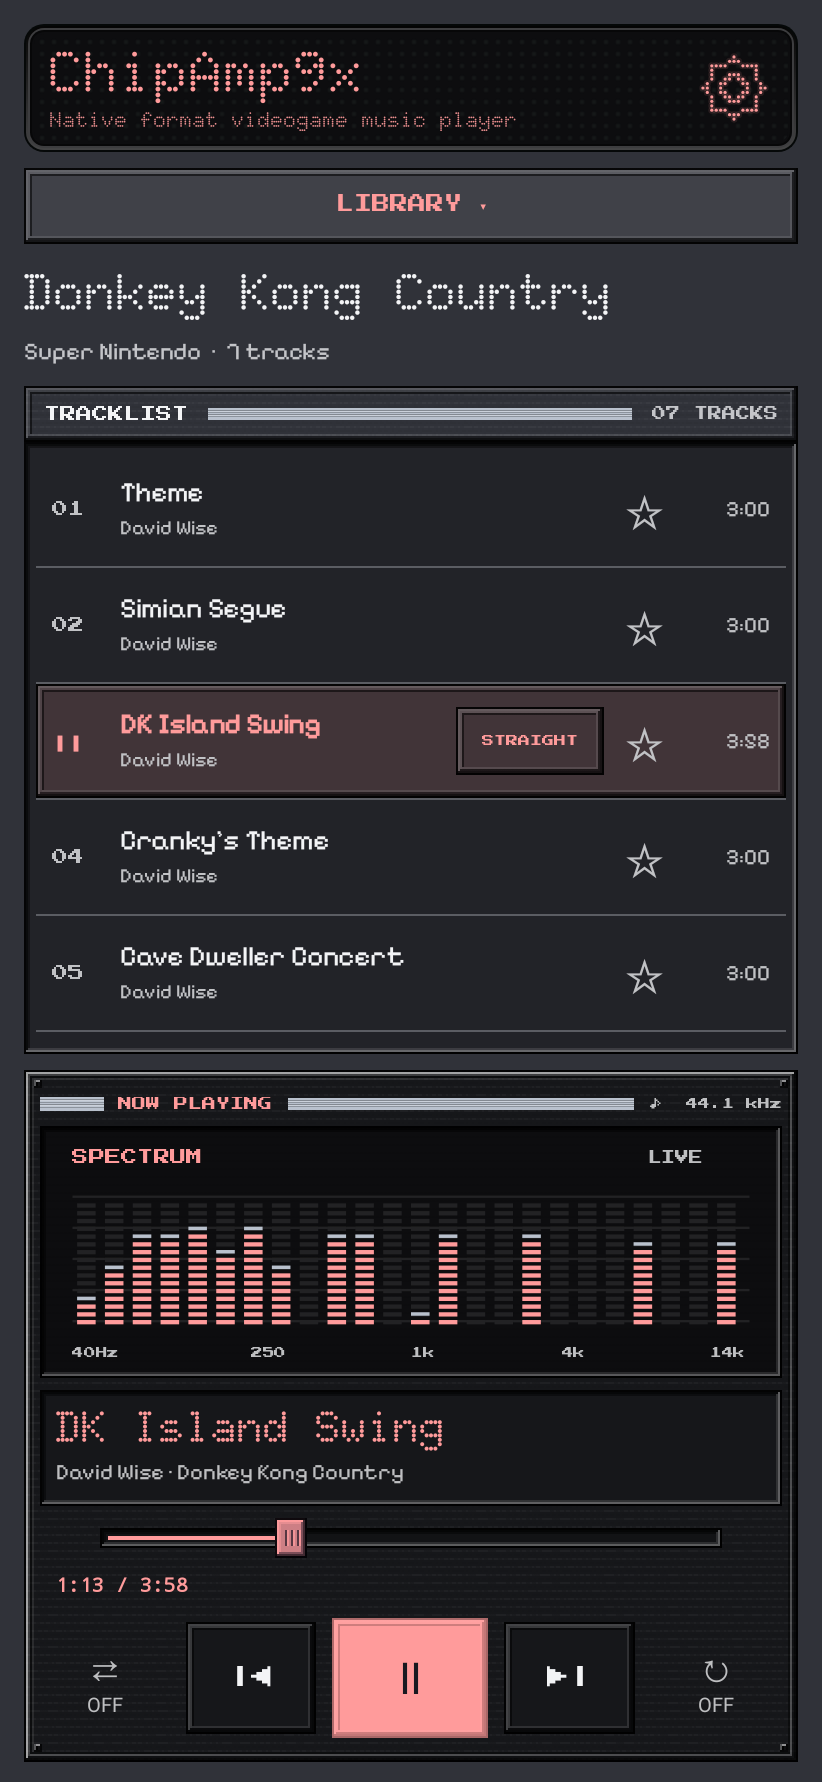 ChipAmp9x
Native format videogame music player
LIBRARY ▾
Donkey Kong Country
Super Nintendo · 7 tracks
TRACKLIST 07 TRACKS
01 Theme 3:00
David Wise
02 Simian Segue 3:00
David Wise
DK Island Swing STRAIGHT 3:58
David Wise
04 Cranky's Theme 3:00
David Wise
05 Cave Dweller Concert 3:00
David Wise
NOW PLAYING ♪ 44.1 kHz
SPECTRUM LIVE
40Hz 250 1k 4k 14k
DK Island Swing
David Wise · Donkey Kong Country
1:13 / 3:58
OFF OFF